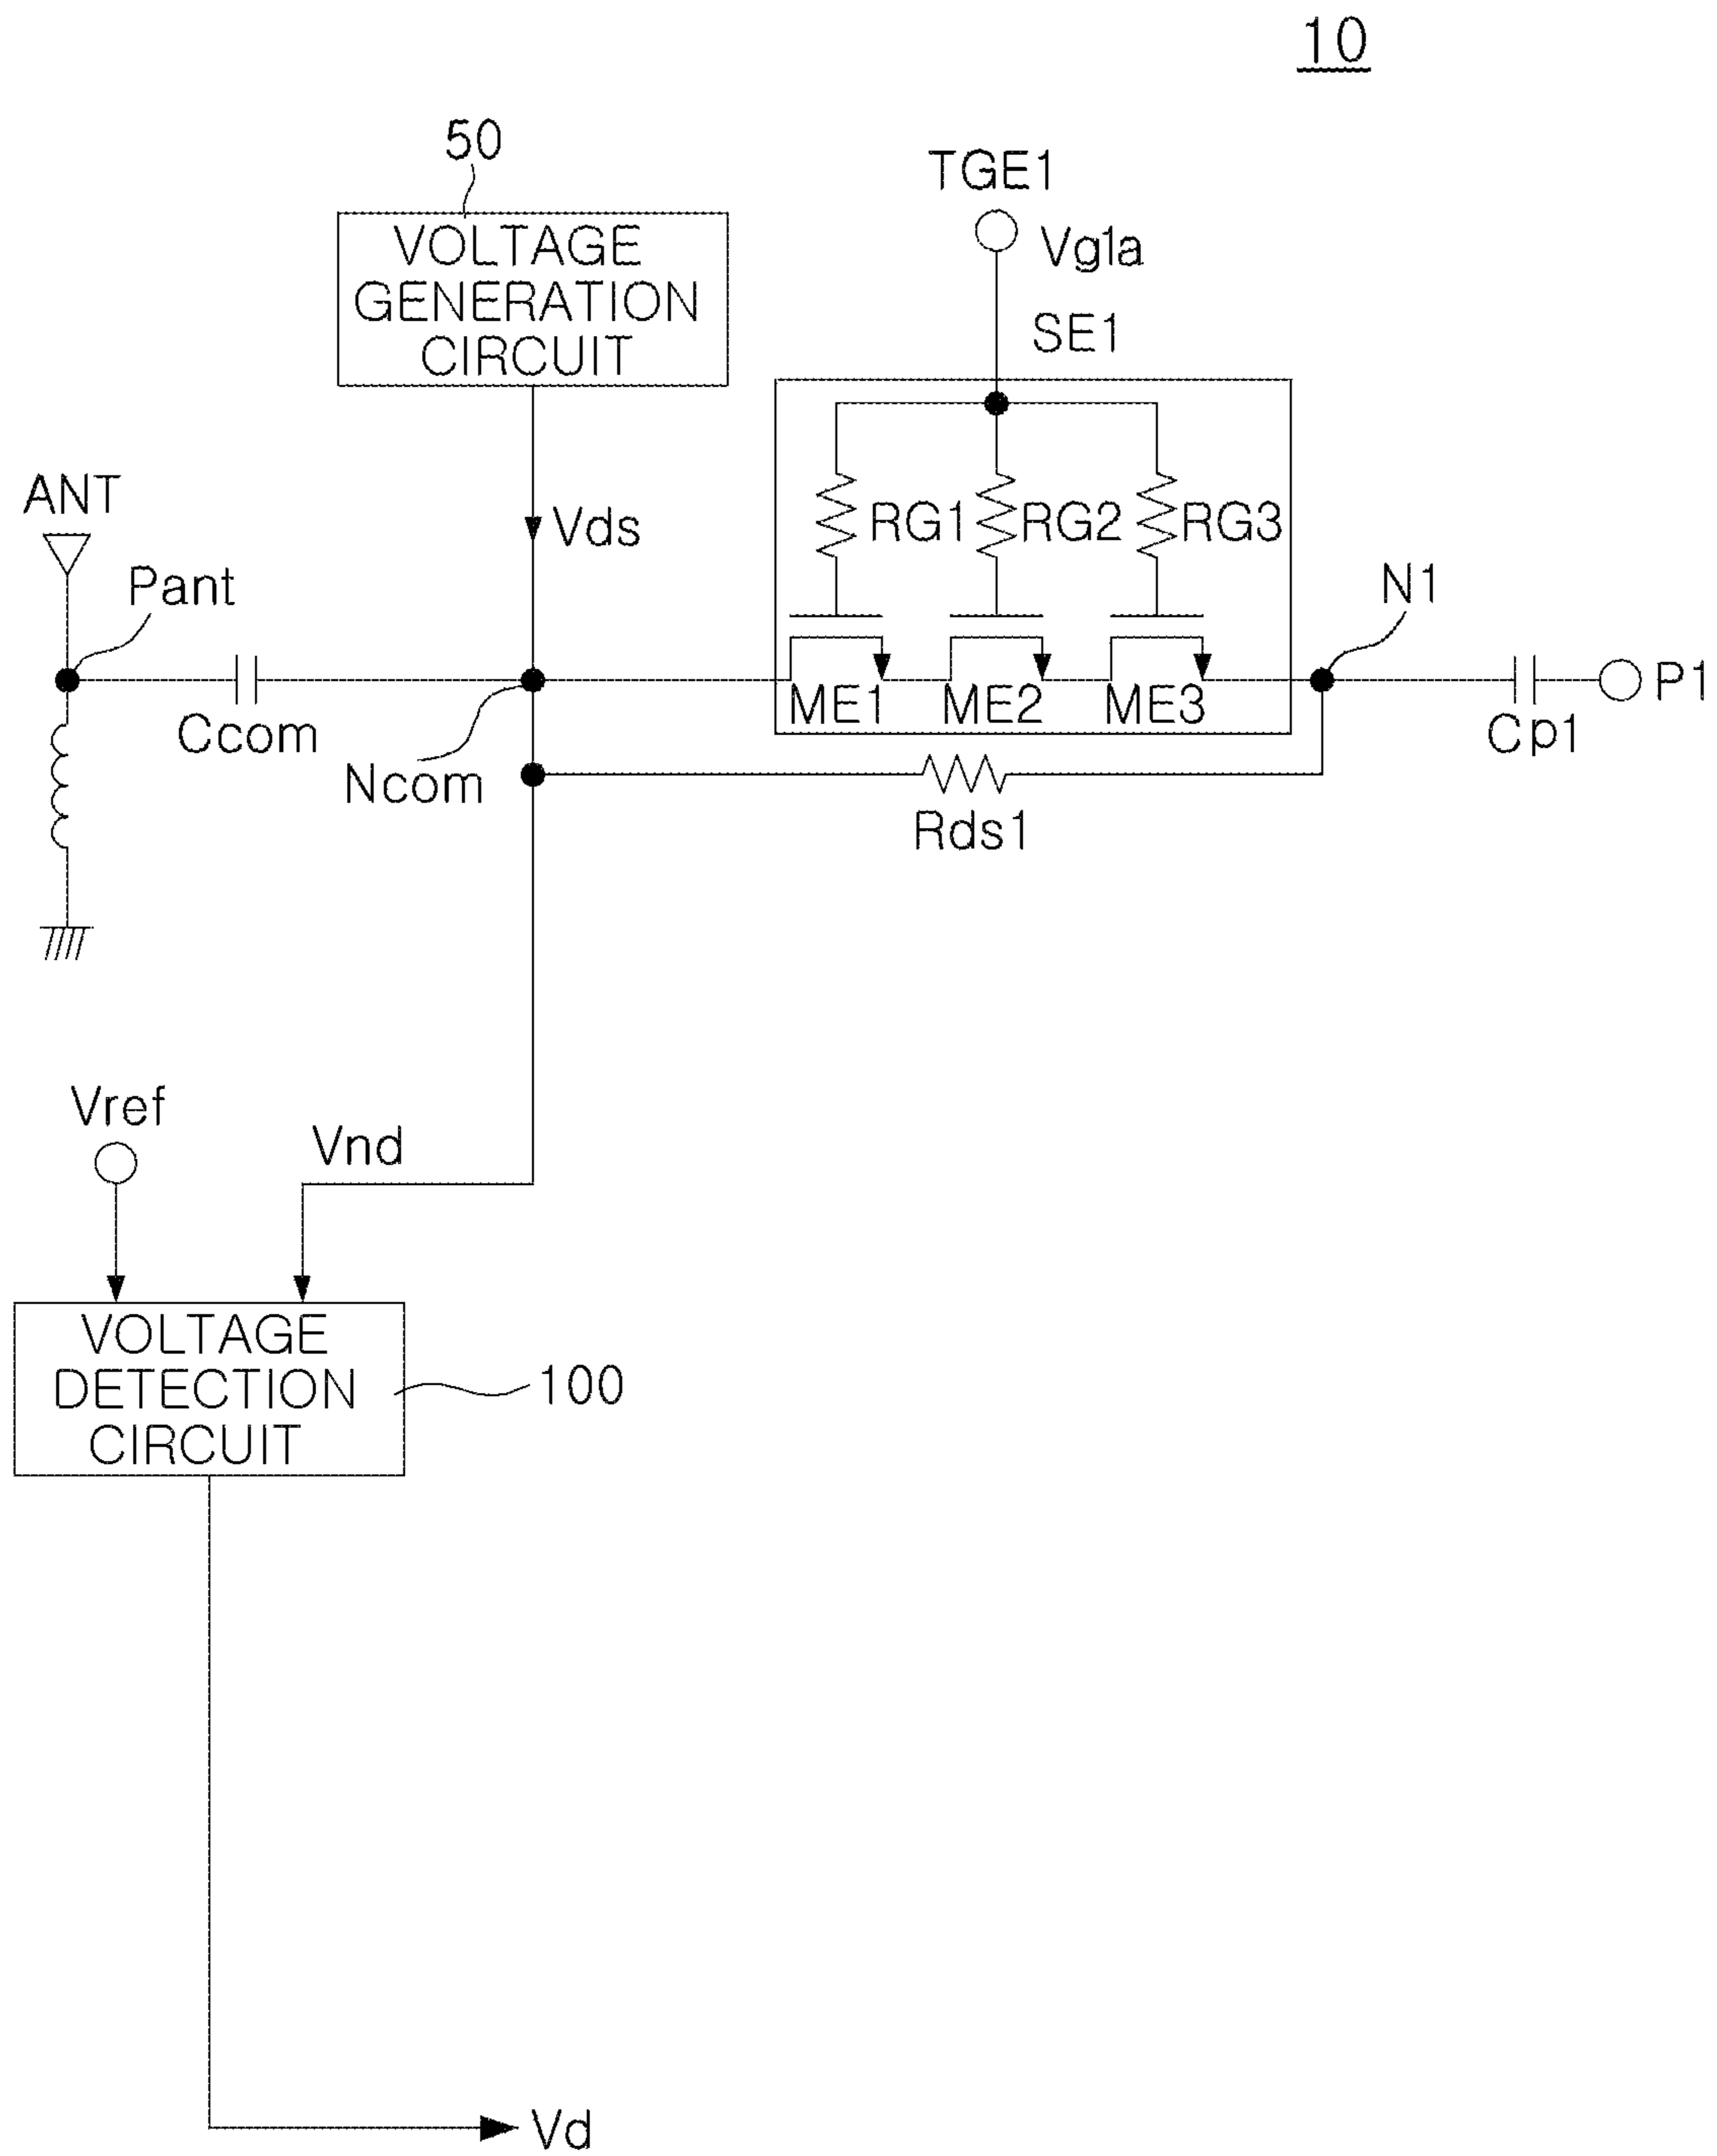 10
50
TGE1
Vg1a
VOLTAGE
GENERATION
CIRCUIT
SE1
ANT
Vds
RG1
RG2
RG3
Pant
N1
ME1
ME2
ME3
P1
Ccom
Cp1
Ncom
Rds1
Vref
Vnd
VOLTAGE
DETECTION
CIRCUIT
100
Vd